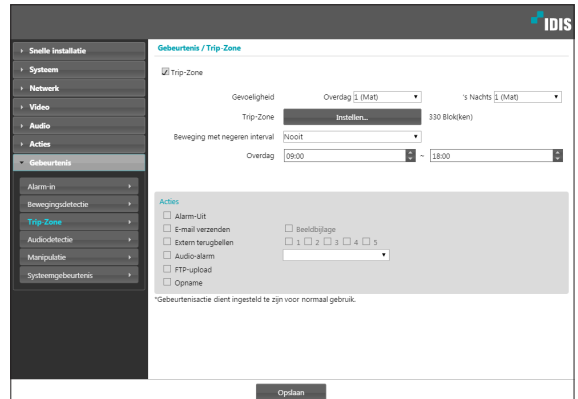 IDIS
Snelle installatie
Systeem
Netwerk
Video
Audio
Acties
Gebeurtenis
Alarm-in
Bewegingsdetectie
Trip-Zone
Audiodetectie
Manipulatie
Systeemgebeurtenis
Gebeurtenis / Trip-Zone
Trip-Zone
Gevoeligheid Overdag 1 (Mat) 's Nachts 1 (Mat)
Trip-Zone Instellen... 330 Blok(ken)
Beweging met negeren interval Nooit
Overdag 09:00 ~ 18:00
Acties
Alarm-Uit
E-mail verzenden Beeldbijlage
Extern terugbellen 1 2 3 4 5
Audio-alarm
FTP-upload
Opname
*Gebeurtenisactie dient ingesteld te zijn voor normaal gebruik.
Opslaan